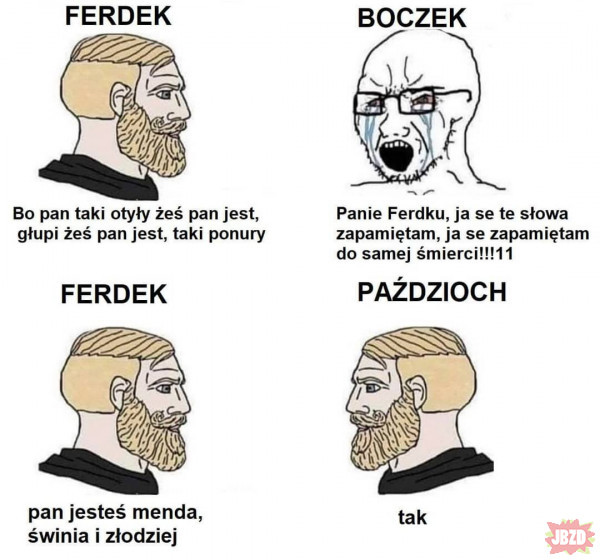 FERDEK
BOCZEK
Bo pan taki otyły żeś pan jest,
głupi żeś pan jest, taki ponury
Panie Ferdku, ja se te słowa
zapamiętam, ja se zapamiętam
do samej śmierci!!!11
FERDEK
PAŹDZIOCH
pan jesteś menda,
świnia i złodziej
tak
JBZD